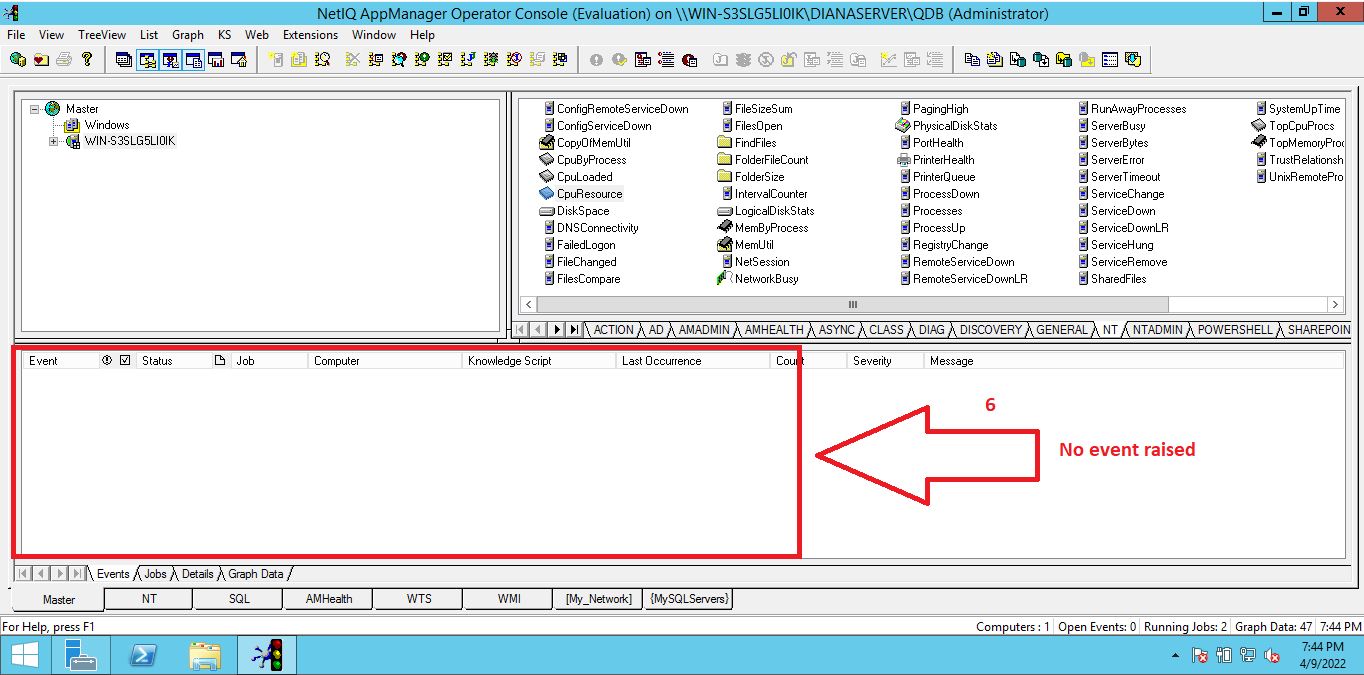 NetIQ AppManager Operator Console (Evaluation) on \\WIN-S3SLG5LI0IK\DIANASERVER\QDB (Administrator)
File View TreeView List Graph KS Web Extensions Window Help
Master
Windows
WIN-S3SLG5LI0IK
ConfigRemoteServiceDown FileSizeSum PagingHigh RunAwayProcesses SystemUpTime
ConfigServiceDown FilesOpen PhysicalDiskStats ServerBusy TopCpuProcs
CopyOfMemUtil FindFiles PortHealth ServerBytes TopMemoryProc
CpuByProcess FolderFileCount PrinterHealth ServerError TrustRelationsh
CpuLoaded FolderSize PrinterQueue ServerTimeout UnixRemotePro
CpuResource IntervalCounter ProcessDown ServiceChange
DiskSpace LogicalDiskStats Processes ServiceDown
DNSConnectivity MemByProcess ProcessUp ServiceDownLR
FailedLogon MemUtil RegistryChange ServiceHung
FileChanged NetSession RemoteServiceDown ServiceRemove
FilesCompare NetworkBusy RemoteServiceDownLR SharedFiles
ACTION AD AMADMIN AMHEALTH ASYNC CLASS DIAG DISCOVERY GENERAL NT NTADMIN POWERSHELL SHAREPOIN
Event Status Job Computer Knowledge Script Last Occurrence Count Severity Message
6
No event raised
Events Jobs Details Graph Data
Master NT SQL AMHealth WTS WMI [My_Network] {MySQLServers}
For Help, press F1 Computers : 1 Open Events: 0 Running Jobs: 2 Graph Data: 47 7:44 PM
7:44 PM
4/9/2022